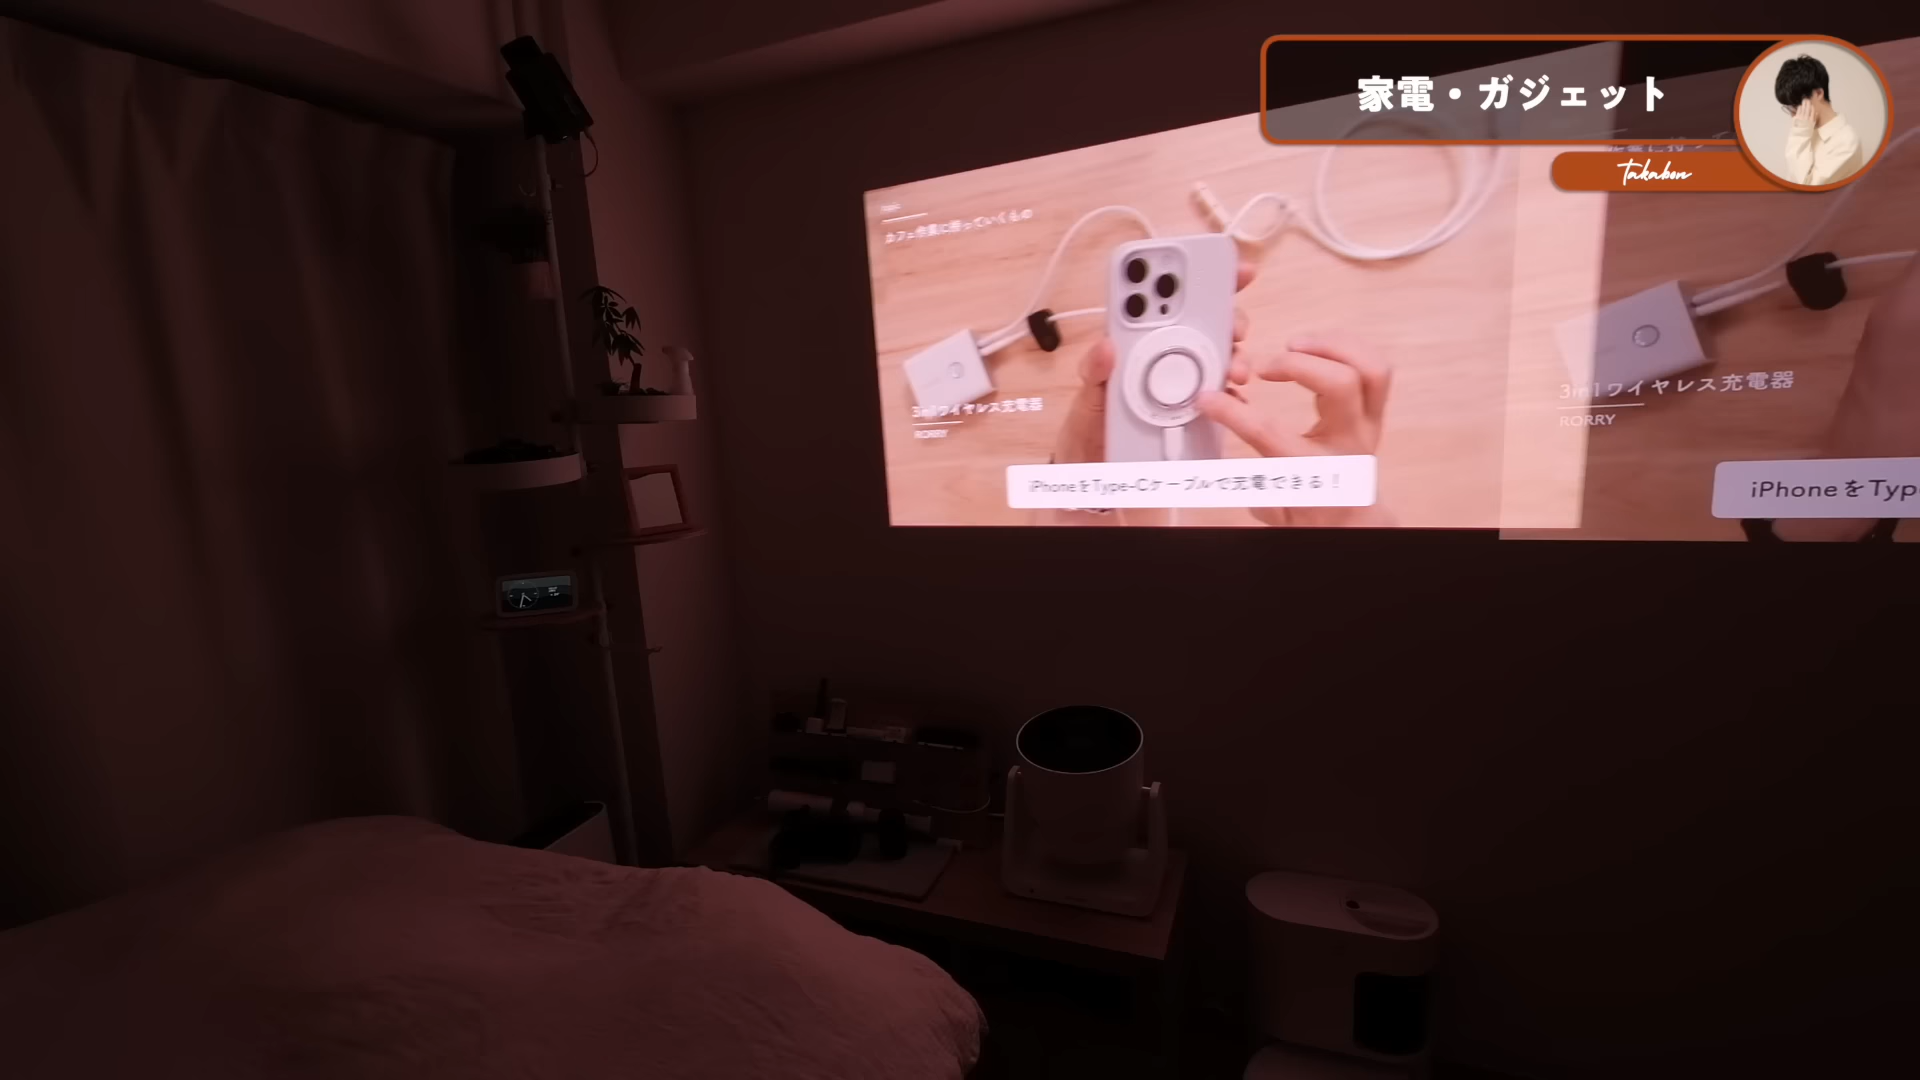 家電・ガジェット
Takabon
カフェ作業に持っていくもの
3in1ワイヤレス充電器
RORRY
iPhoneをType-Cケーブルで充電できる！
3in1ワイヤレス充電器
RORRY
iPhoneをTyp